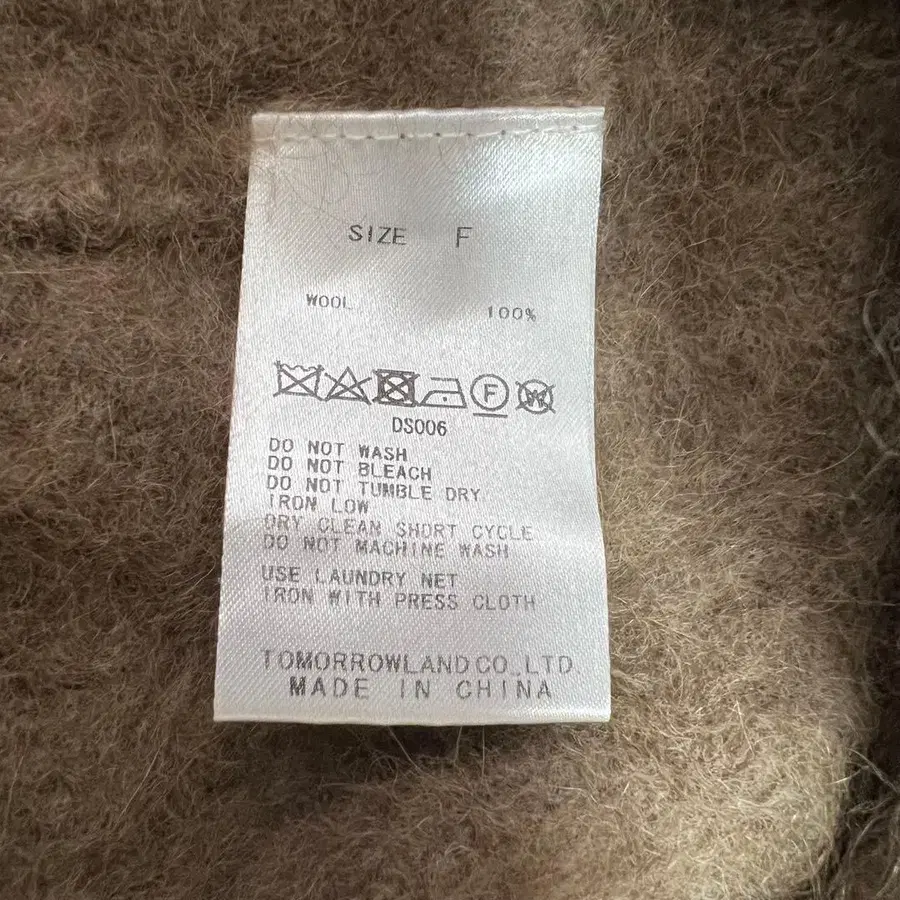 SIZE F
WOOL 100%
F W
DS006
DO NOT WASH
DO NOT BLEACH
DO NOT TUMBLE DRY
IRON LOW
DRY CLEAN SHORT CYCLE
DO NOT MACHINE WASH
USE LAUNDRY NET
IRON WITH PRESS CLOTH
TOMORROWLAND CO.,LTD.
MADE IN CHINA